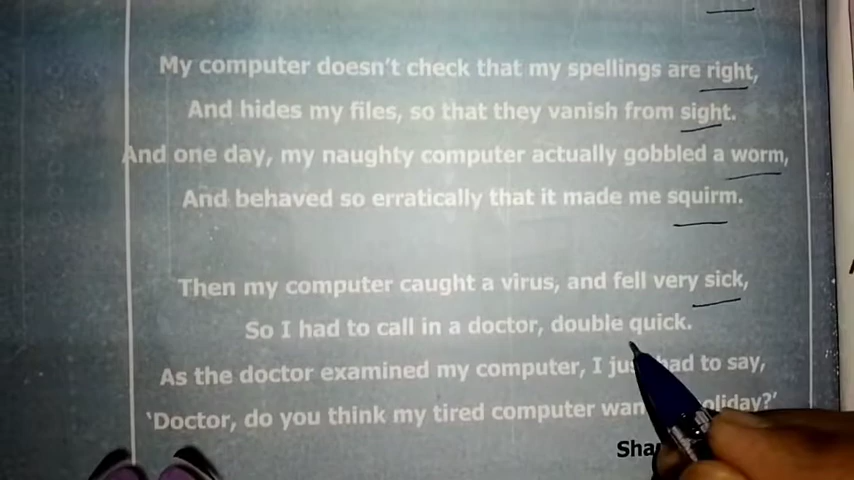 My computer doesn't check that my spellings are right,
And hides my files, so that they vanish from sight.
And one day, my naughty computer actually gobbled a worm,
And behaved so erratically that it made me squirm.
Then my computer caught a virus, and fell very sick,
So I had to call in a doctor, double quick.
As the doctor examined my computer, I just had to say,
'Doctor, do you think my tired computer